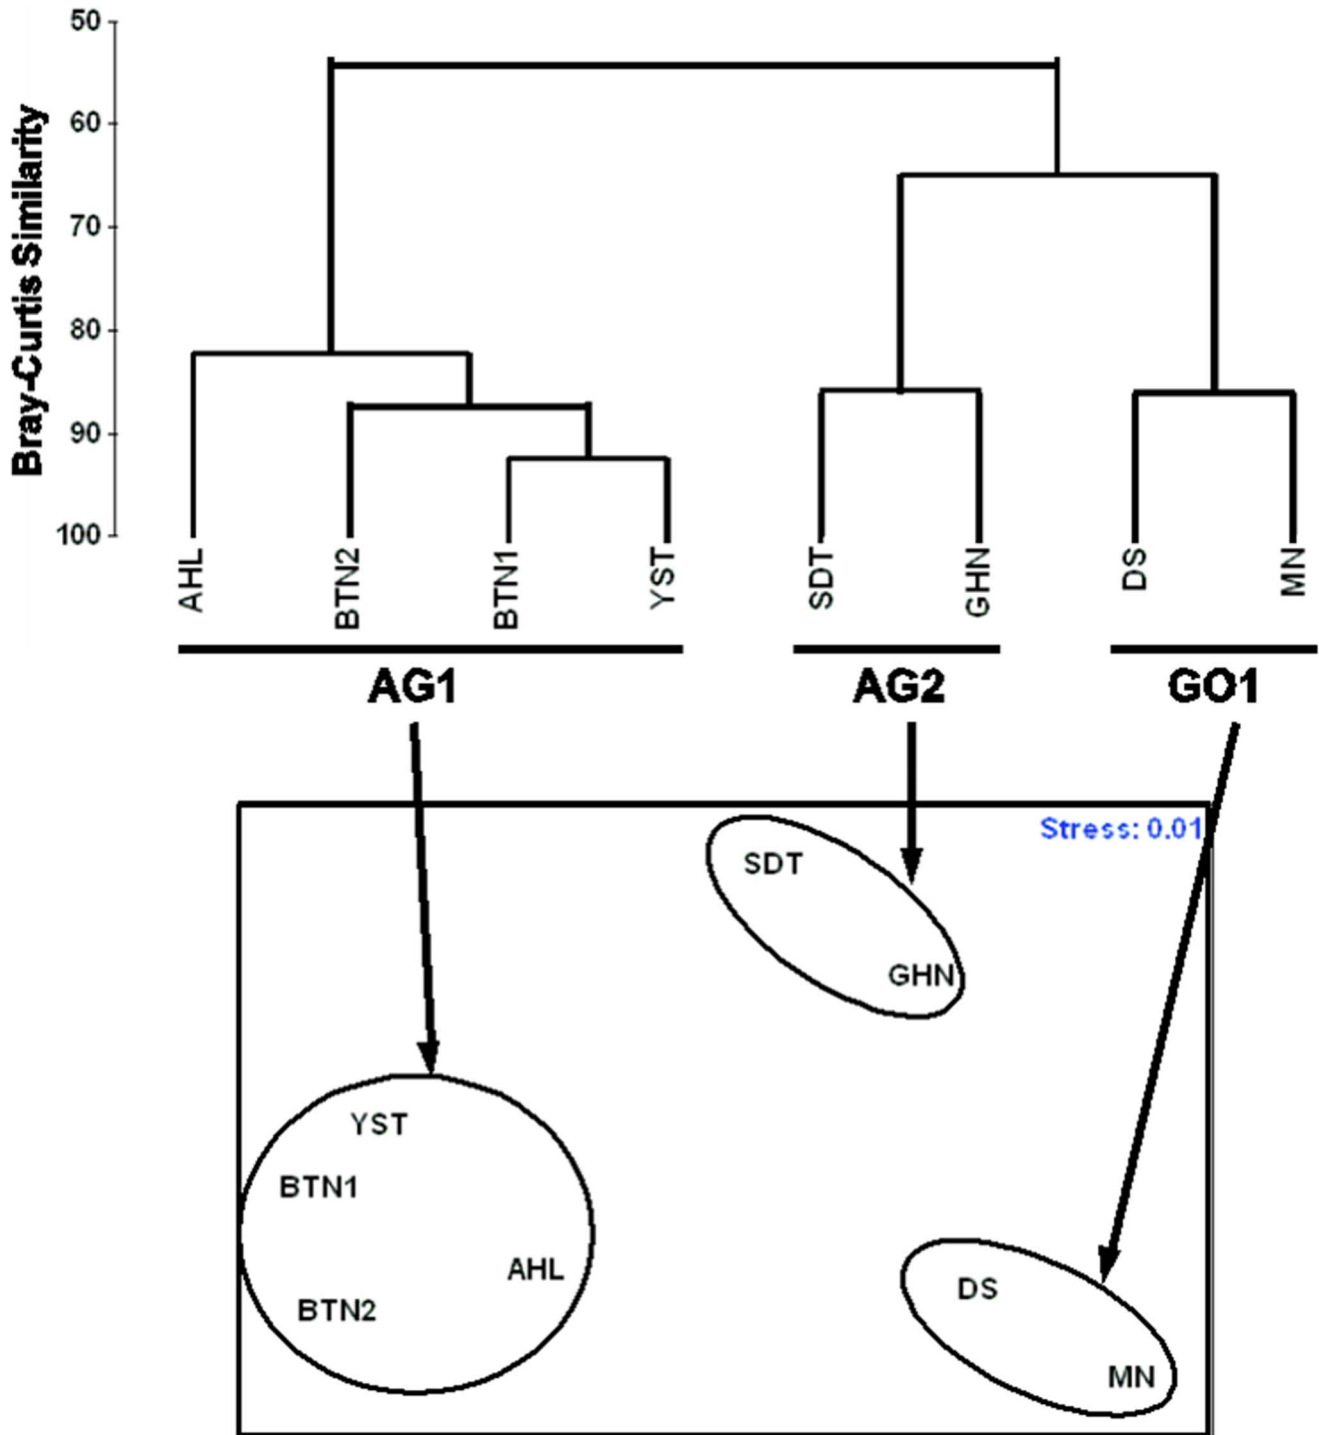 Bray-Curtis Similarity
50
60
70
80
90
100
AHL
BTN2
BTN1
YST
SDT
GHN
DS
MN
AG1
AG2
GO1
Stress: 0.01
SDT
GHN
YST
BTN1
AHL
BTN2
DS
MN